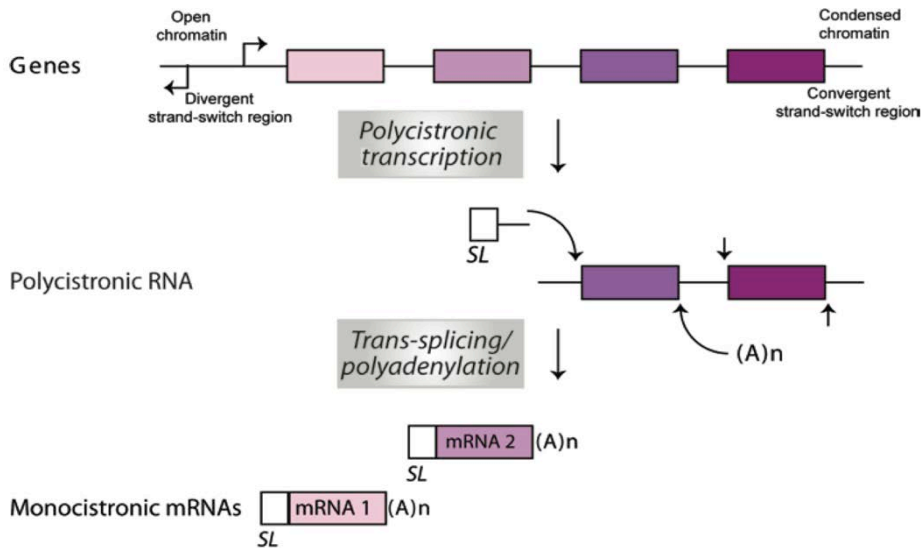 Open
chromatin
Condensed
chromatin
Genes
Divergent
strand-switch region
Convergent
strand-switch region
Polycistronic
transcription
SL
Polycistronic RNA
(A)n
Trans-splicing/
polyadenylation
mRNA 2 (A)n
SL
Monocistronic mRNAs
mRNA 1 (A)n
SL